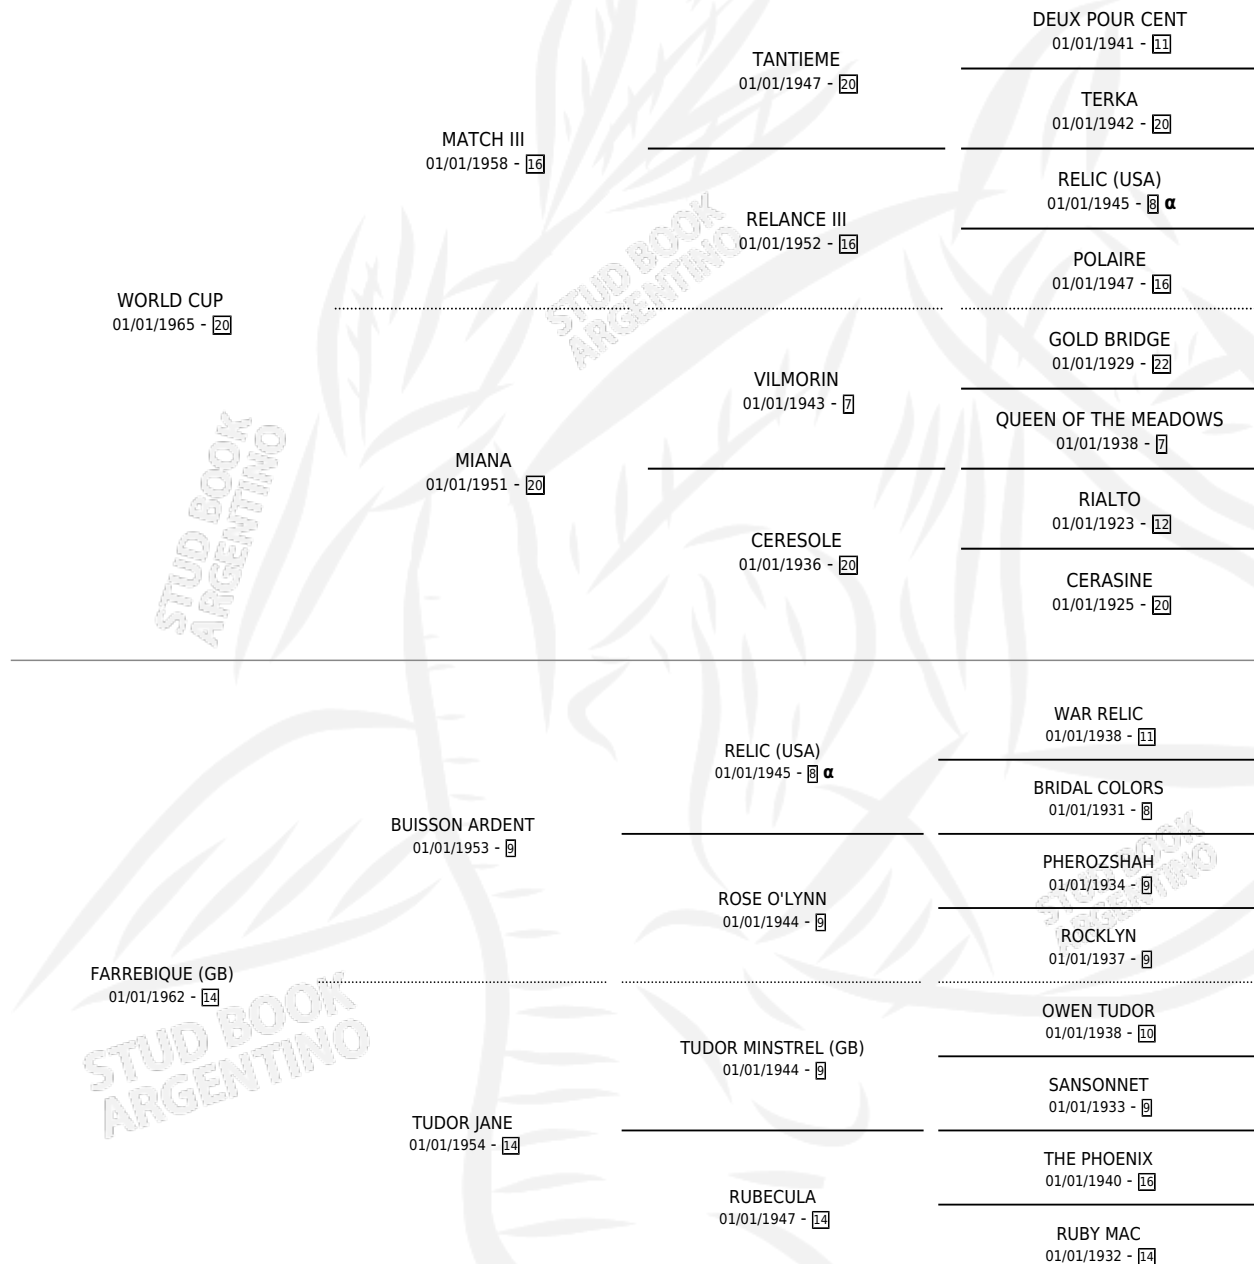 DEUX POUR CENT
01/01/1941 - 11
TANTIEME
01/01/1947 - 20
TERKA
01/01/1942 - 20
MATCH III
01/01/1958 - 16
RELIC (USA)
01/01/1945 - 8 α
RELANCE III
01/01/1952 - 16
POLAIRE
01/01/1947 - 16
WORLD CUP
01/01/1965 - 20
GOLD BRIDGE
01/01/1929 - 22
VILMORIN
01/01/1943 - 7
QUEEN OF THE MEADOWS
01/01/1938 - 7
MIANA
01/01/1951 - 20
RIALTO
01/01/1923 - 12
CERESOLE
01/01/1936 - 20
CERASINE
01/01/1925 - 20
WAR RELIC
01/01/1938 - 11
RELIC (USA)
01/01/1945 - 8 α
BRIDAL COLORS
01/01/1931 - 8
BUISSON ARDENT
01/01/1953 - 9
PHEROZSHAH
01/01/1934 - 9
ROSE O'LYNN
01/01/1944 - 9
ROCKLYN
01/01/1937 - 9
FARREBIQUE (GB)
01/01/1962 - 14
OWEN TUDOR
01/01/1938 - 10
TUDOR MINSTREL (GB)
01/01/1944 - 9
SANSONNET
01/01/1933 - 9
TUDOR JANE
01/01/1954 - 14
THE PHOENIX
01/01/1940 - 16
RUBECULA
01/01/1947 - 14
RUBY MAC
01/01/1932 - 14
STUD BOOK
ARGENTINO
STUD BOOK
ARGENTINO
STUD BOOK
ARGENTINO
STUD BOOK
ARGENTINO